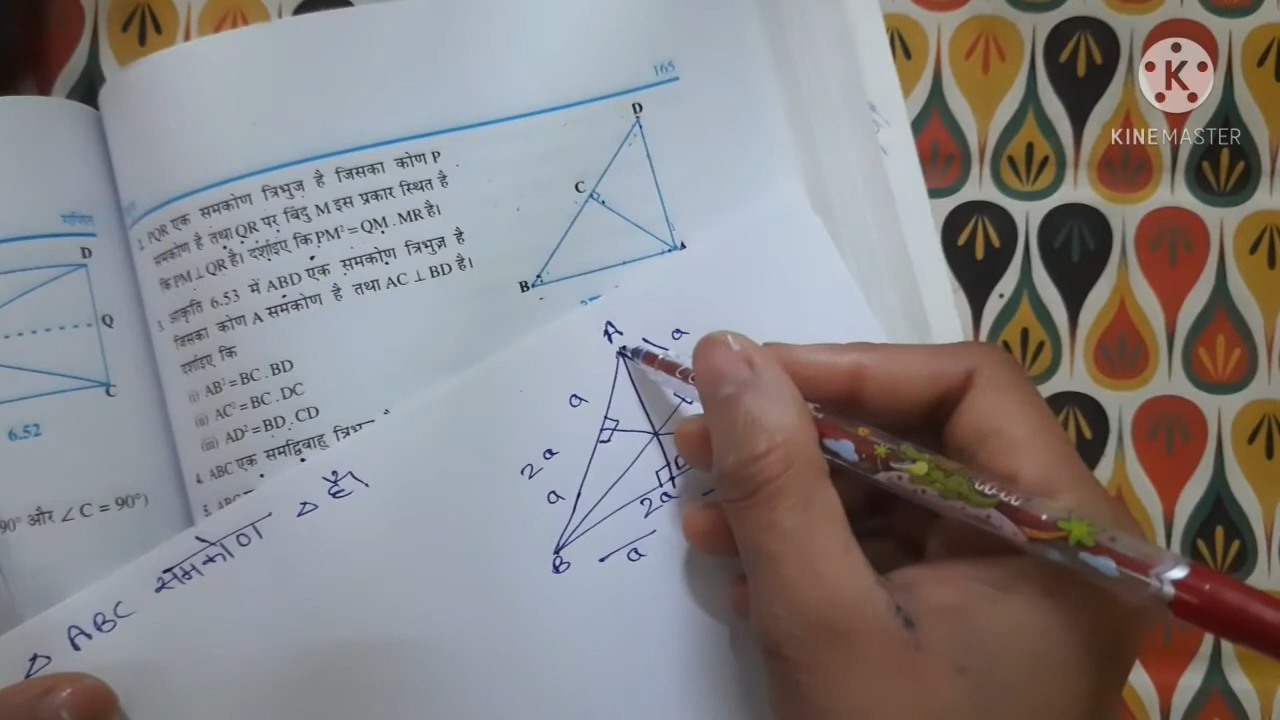 165
2. PQR एक समकोण त्रिभुज है जिसका कोण P
समकोण है तथा QR पर बिंदु M इस प्रकार स्थित है
कि PM ⊥ QR है। दर्शाइए कि PM² = QM . MR है।
3. आकृति 6.53 में ABD एक समकोण त्रिभुज है
जिसका कोण A समकोण है तथा AC ⊥ BD है।
दर्शाइए कि
(i) AB² = BC . BD
(ii) AC² = BC . DC
(iii) AD² = BD . CD
4. ABC एक समद्विबाहु
D
C
A
B
गणित
D
Q
C
6.52
90° और ∠C = 90°)
△ ABC समकोण △ है।
A
a
a
2a
a
2a
a
B
KINEMASTER